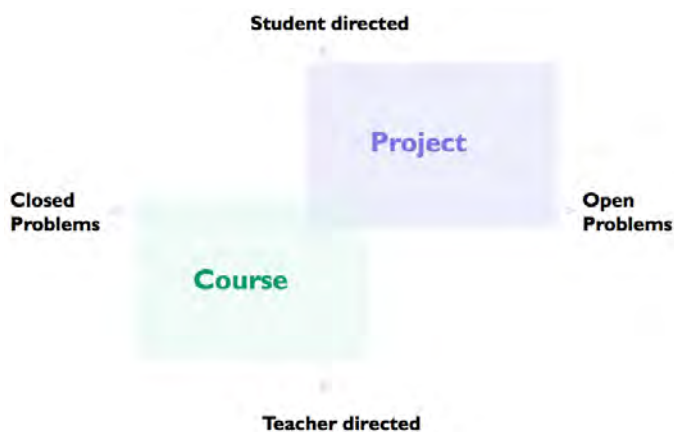 Student directed
Project
Closed
Problems
Open
Problems
Course
Teacher directed